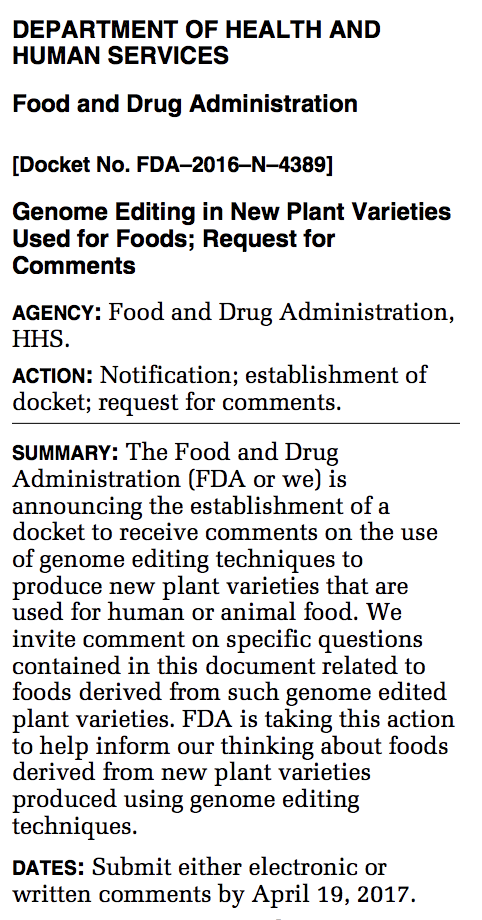 DEPARTMENT OF HEALTH AND
HUMAN SERVICES
Food and Drug Administration
[Docket No. FDA–2016–N–4389]
Genome Editing in New Plant Varieties
Used for Foods; Request for
Comments
AGENCY: Food and Drug Administration,
HHS.
ACTION: Notification; establishment of
docket; request for comments.
SUMMARY: The Food and Drug
Administration (FDA or we) is
announcing the establishment of a
docket to receive comments on the use
of genome editing techniques to
produce new plant varieties that are
used for human or animal food. We
invite comment on specific questions
contained in this document related to
foods derived from such genome edited
plant varieties. FDA is taking this action
to help inform our thinking about foods
derived from new plant varieties
produced using genome editing
techniques.
DATES: Submit either electronic or
written comments by April 19, 2017.